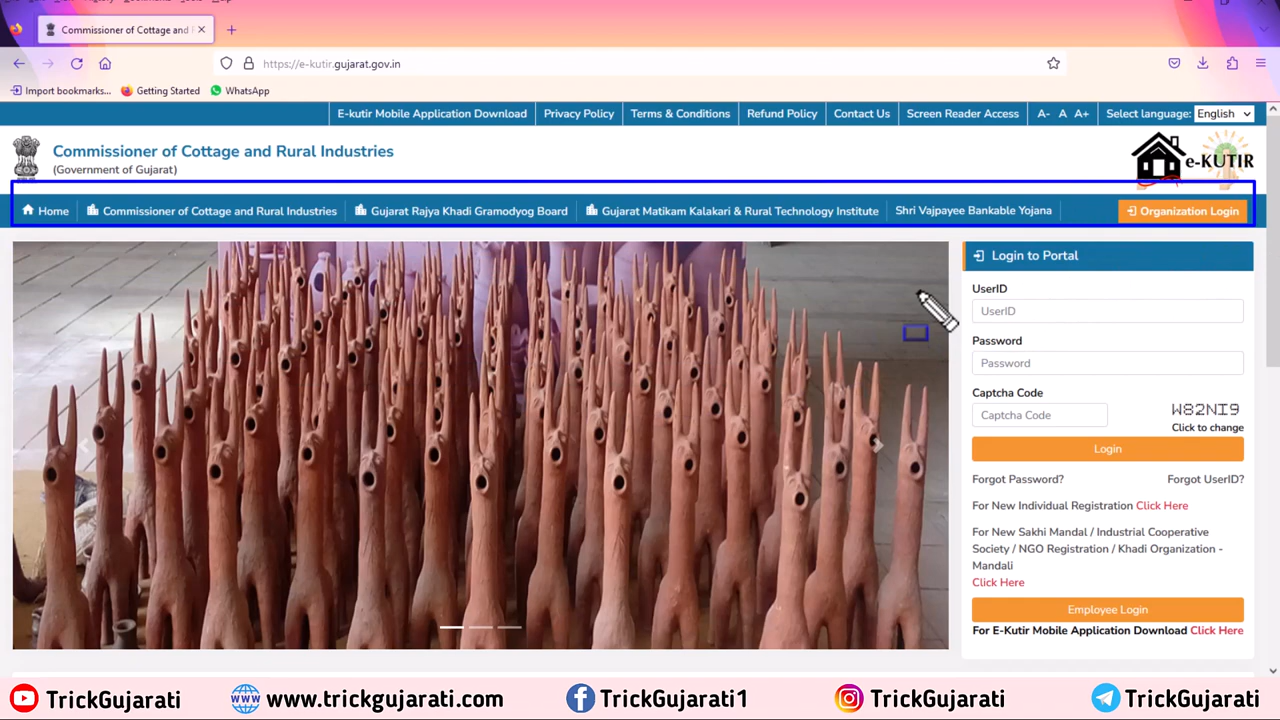 Commissioner of Cottage and
https://e-kutir.gujarat.gov.in
Import bookmarks... Getting Started WhatsApp
E-kutir Mobile Application Download Privacy Policy Terms & Conditions Refund Policy Contact Us Screen Reader Access A- A A+ Select language: English
Commissioner of Cottage and Rural Industries
(Government of Gujarat)
e-KUTIR
Home Commissioner of Cottage and Rural Industries Gujarat Rajya Khadi Gramodyog Board Gujarat Matikam Kalakari & Rural Technology Institute Shri Vajpayee Bankable Yojana Organization Login
Login to Portal
UserID
UserID
Password
Password
Captcha Code
Captcha Code W82NI9
Click to change
Login
Forgot Password? Forgot UserID?
For New Individual Registration Click Here
For New Sakhi Mandal / Industrial Cooperative
Society / NGO Registration / Khadi Organization -
Mandali
Click Here
Employee Login
For E-Kutir Mobile Application Download Click Here
TrickGujarati www.trickgujarati.com TrickGujarati1 TrickGujarati TrickGujarati